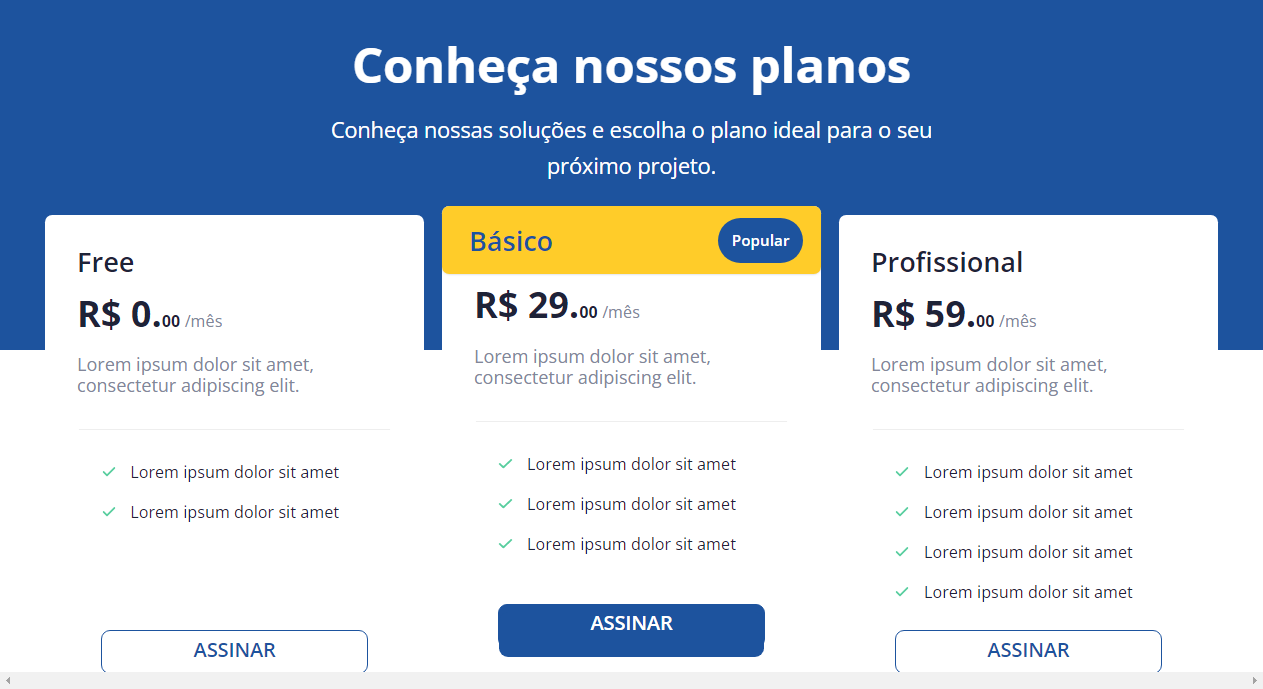 Conheça nossos planos
Conheça nossas soluções e escolha o plano ideal para o seu
próximo projeto.
Free
R$ 0.00 /mês
Lorem ipsum dolor sit amet,
consectetur adipiscing elit.
Lorem ipsum dolor sit amet
Lorem ipsum dolor sit amet
ASSINAR
Básico
Popular
R$ 29.00 /mês
Lorem ipsum dolor sit amet,
consectetur adipiscing elit.
Lorem ipsum dolor sit amet
Lorem ipsum dolor sit amet
Lorem ipsum dolor sit amet
ASSINAR
Profissional
R$ 59.00 /mês
Lorem ipsum dolor sit amet,
consectetur adipiscing elit.
Lorem ipsum dolor sit amet
Lorem ipsum dolor sit amet
Lorem ipsum dolor sit amet
Lorem ipsum dolor sit amet
ASSINAR